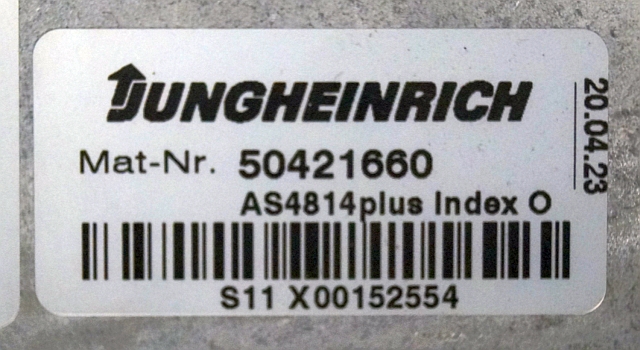 JUNGHEINRICH
Mat-Nr. 50421660
AS4814plus Index O
S11 X00152554
20.04.23